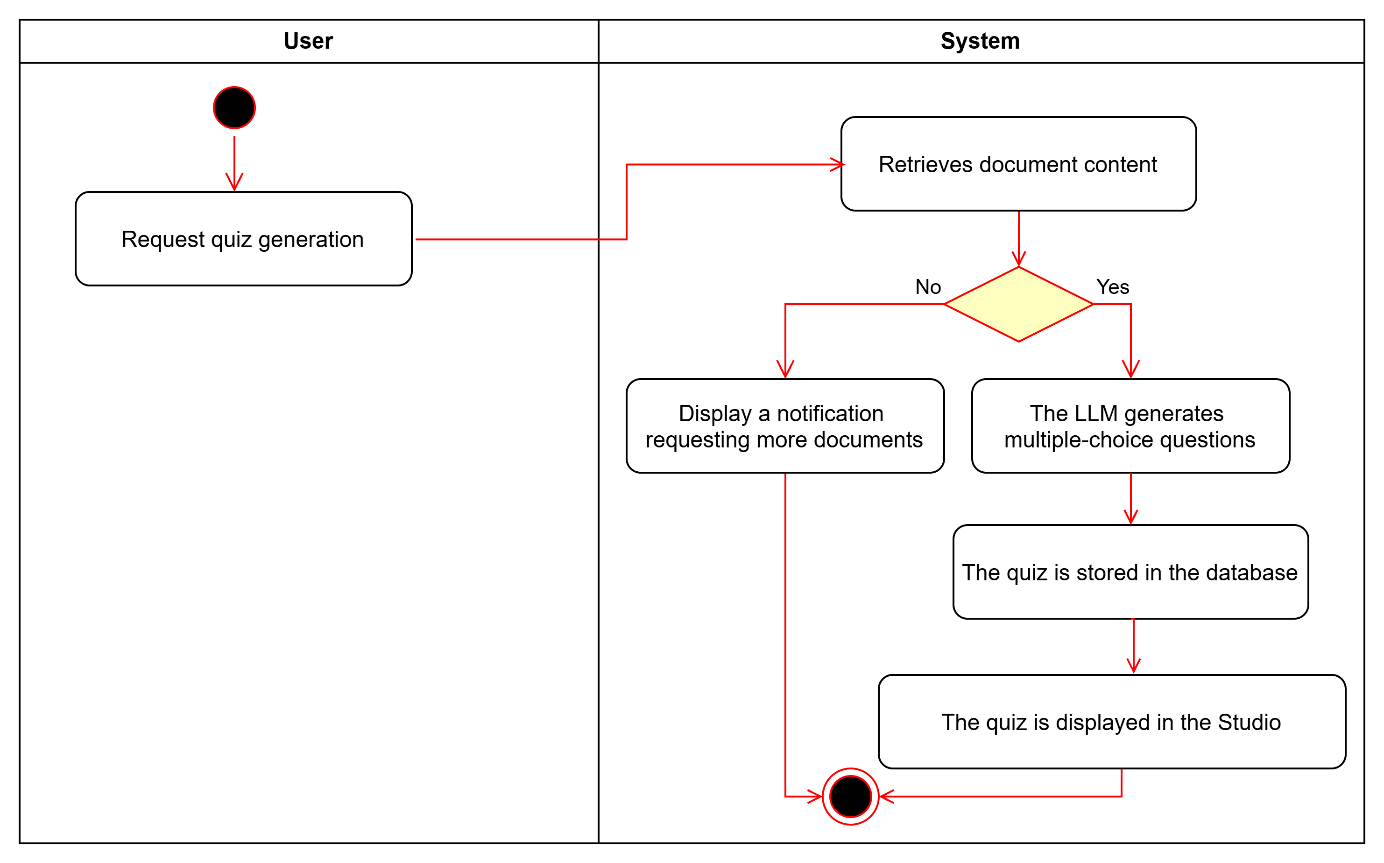 User
System
Retrieves document content
Request quiz generation
No
Yes
Display a notification
requesting more documents
The LLM generates
multiple-choice questions
The quiz is stored in the database
The quiz is displayed in the Studio